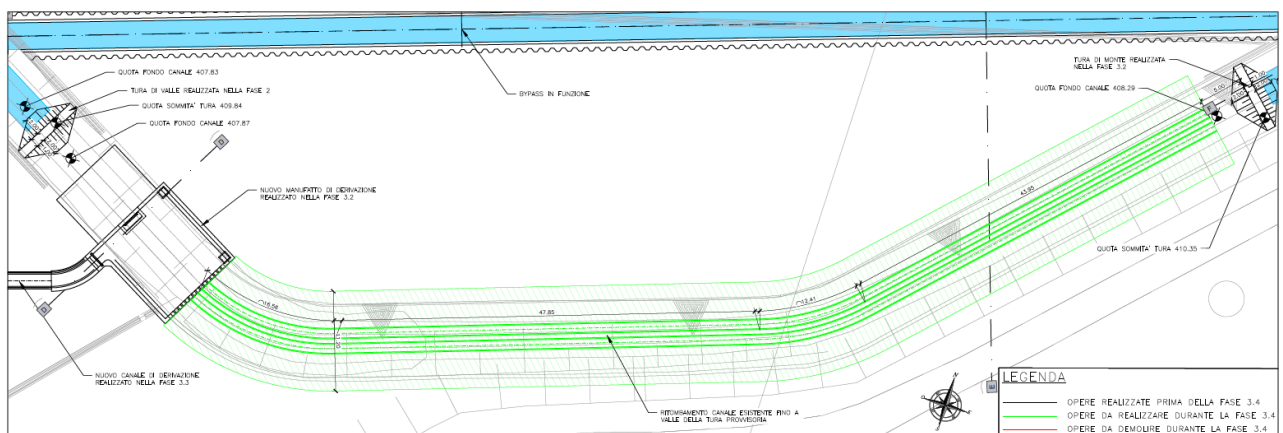 QUOTA FONDO CANALE 407.83
TURA DI VALLE REALIZZATA NELLA FASE 2
QUOTA SOMMITA' TURA 409.84
QUOTA FONDO CANALE 407.87
BYPASS IN FUNZIONE
TURA DI MONTE REALIZZATA
NELLA FASE 3.2
QUOTA FONDO CANALE 408.29
5.00
NUOVO MANUFATTO DI DERIVAZIONE
REALIZZATO NELLA FASE 3.2
43.95
QUOTA SOMMITA' TURA 410.35
47.85
12.41
NUOVO CANALE DI DERIVAZIONE
REALIZZATO NELLA FASE 3.3
RITOMBAMENTO CANALE ESISTENTE FINO A
VALLE DELLA TURA PROVVISORIA
N
LEGENDA
OPERE REALIZZATE PRIMA DELLA FASE 3.4
OPERE DA REALIZZARE DURANTE LA FASE 3.4
OPERE DA DEMOLIRE DURANTE LA FASE 3.4